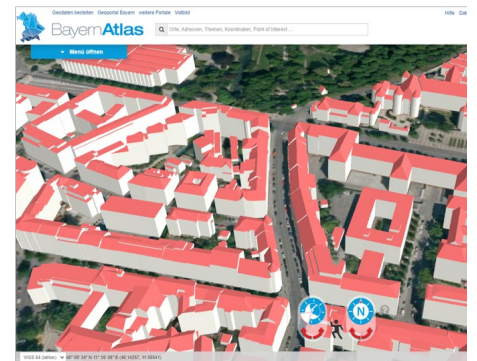 Geodaten bestellen Geoportal Bayern weitere Portale Vollbild
Hilfe
BayernAtlas
Orte, Adressen, Themen, Koordinaten, Point of Interest ...
Menü öffnen
N